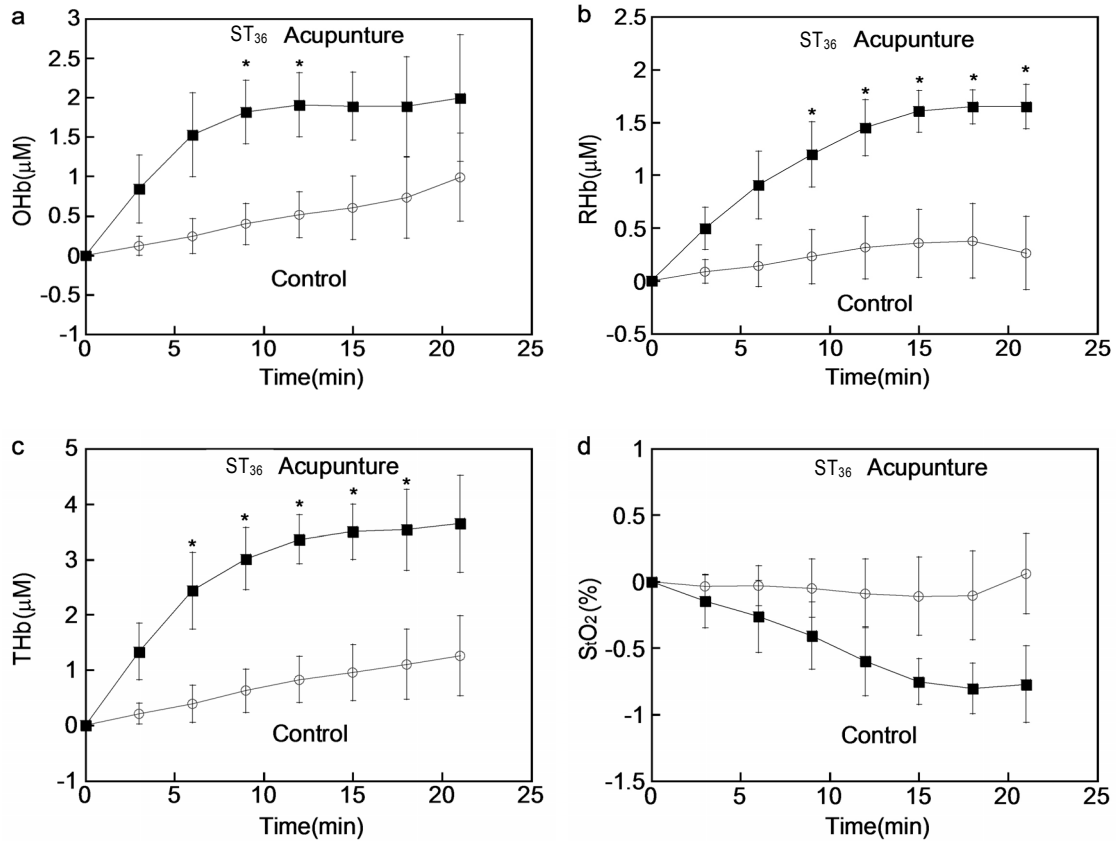 a
3
2.5
2
1.5
1
0.5
0
-0.5
-1
OHb(μM)
ST36 Acupunture
* *
Control
0 5 10 15 20 25
Time(min)
b
2.5
2
1.5
1
0.5
0
-0.5
RHb(μM)
ST36 Acupunture
* * * * *
Control
0 5 10 15 20 25
Time(min)
c
5
4
3
2
1
0
-1
THb(μM)
ST36 Acupunture
* * * * *
Control
0 5 10 15 20 25
Time(min)
d
1
0.5
0
-0.5
-1
-1.5
StO2(%)
ST36 Acupunture
Control
0 5 10 15 20 25
Time(min)